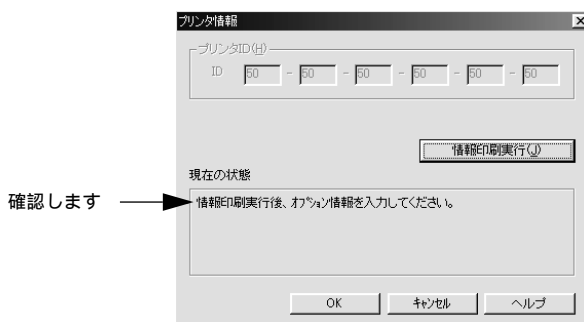 プリンタ情報
プリンタID(H)
ID 50 - 50 - 50 - 50 - 50 - 50
情報印刷実行(J)
現在の状態
確認します
情報印刷実行後、オプション情報を入力してください。
OK キャンセル ヘルプ